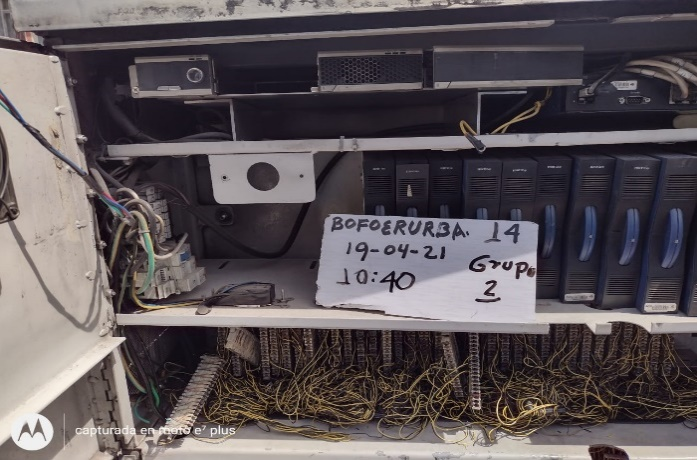 BOFOERURBA. 14
19-04-21
Grupo
10:40
2
capturada en moto e⁷ plus